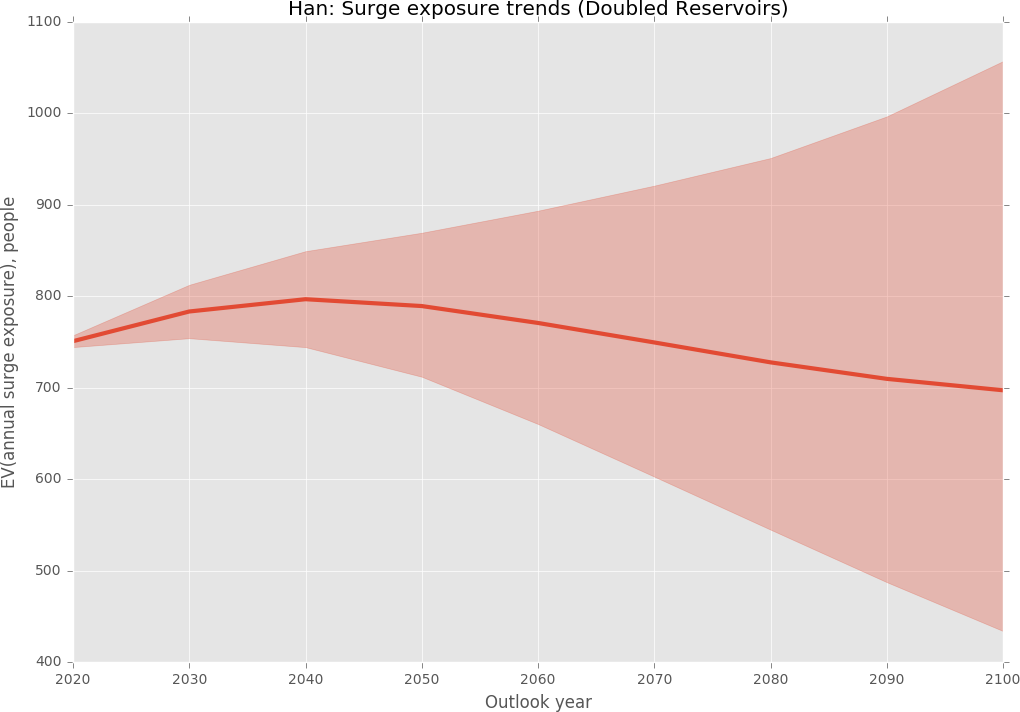 Han: Surge exposure trends (Doubled Reservoirs)
1100
1000
900
800
700
600
500
400
EV(annual surge exposure), people
2020 2030 2040 2050 2060 2070 2080 2090 2100
Outlook year